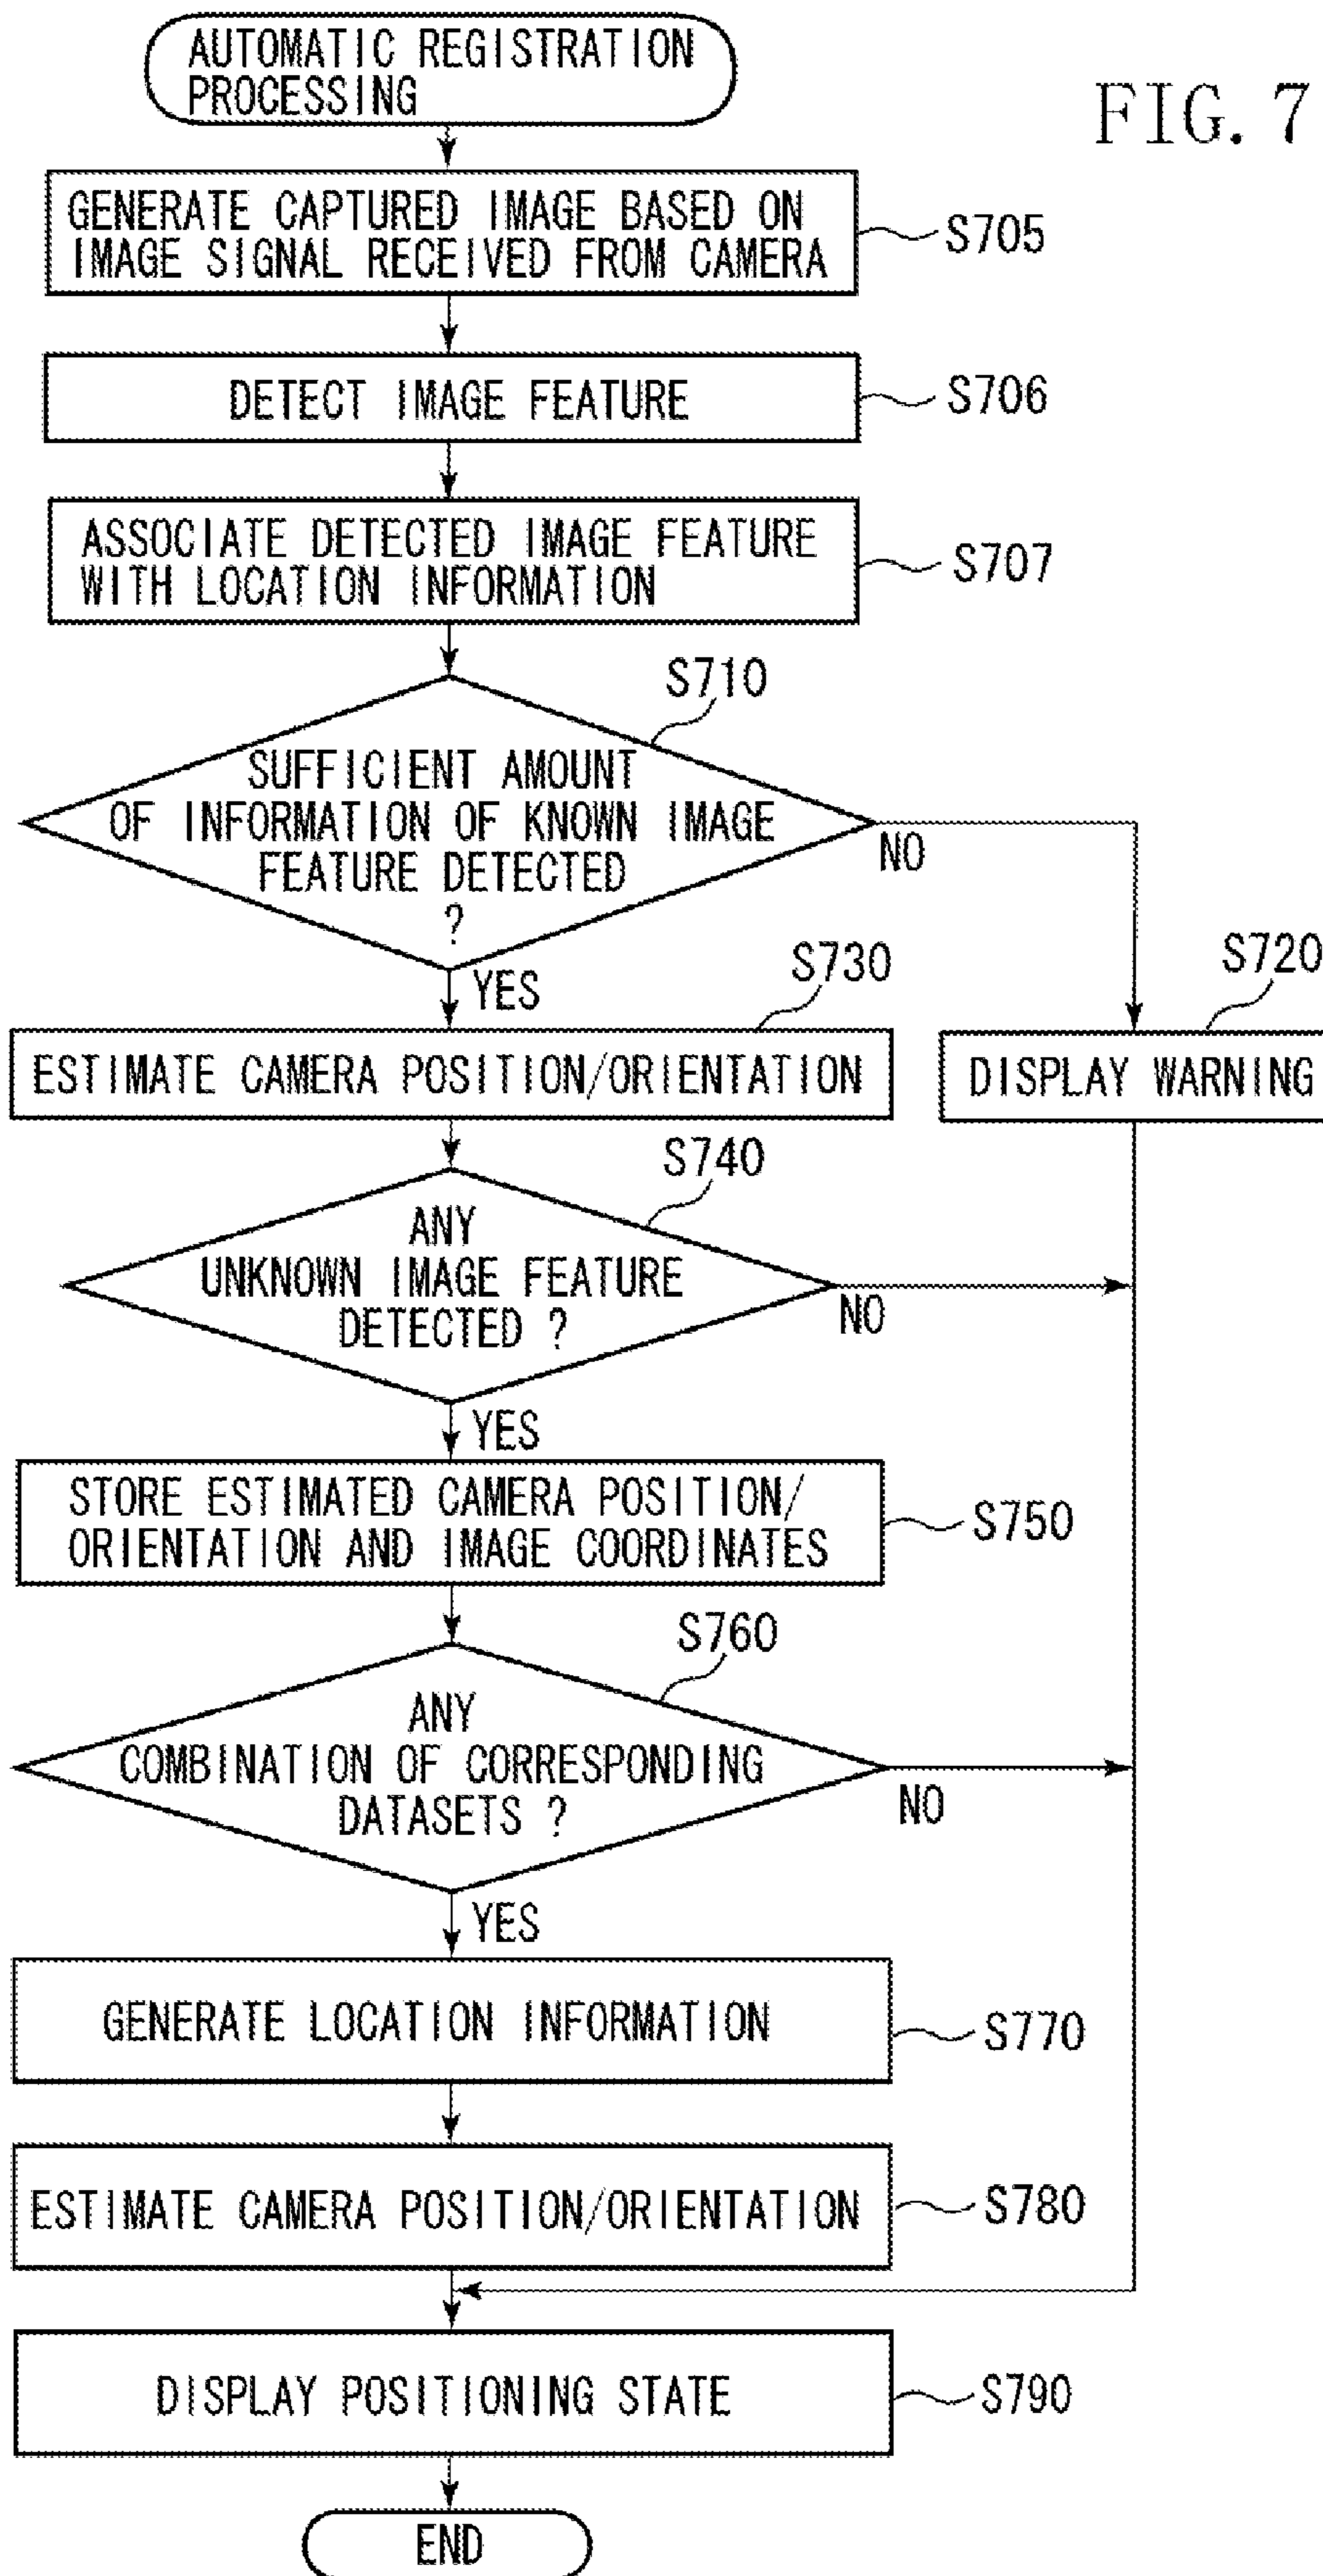 AUTOMATIC REGISTRATION
PROCESSING
FIG. 7
GENERATE CAPTURED IMAGE BASED ON
IMAGE SIGNAL RECEIVED FROM CAMERA
S705
DETECT IMAGE FEATURE
S706
ASSOCIATE DETECTED IMAGE FEATURE
WITH LOCATION INFORMATION
S707
S710
SUFFICIENT AMOUNT
OF INFORMATION OF KNOWN IMAGE
FEATURE DETECTED
?
NO
YES
S730
S720
ESTIMATE CAMERA POSITION/ORIENTATION
DISPLAY WARNING
S740
ANY
UNKNOWN IMAGE FEATURE
DETECTED ?
NO
YES
STORE ESTIMATED CAMERA POSITION/
ORIENTATION AND IMAGE COORDINATES
S750
S760
ANY
COMBINATION OF CORRESPONDING
DATASETS ?
NO
YES
GENERATE LOCATION INFORMATION
S770
ESTIMATE CAMERA POSITION/ORIENTATION
S780
DISPLAY POSITIONING STATE
S790
END